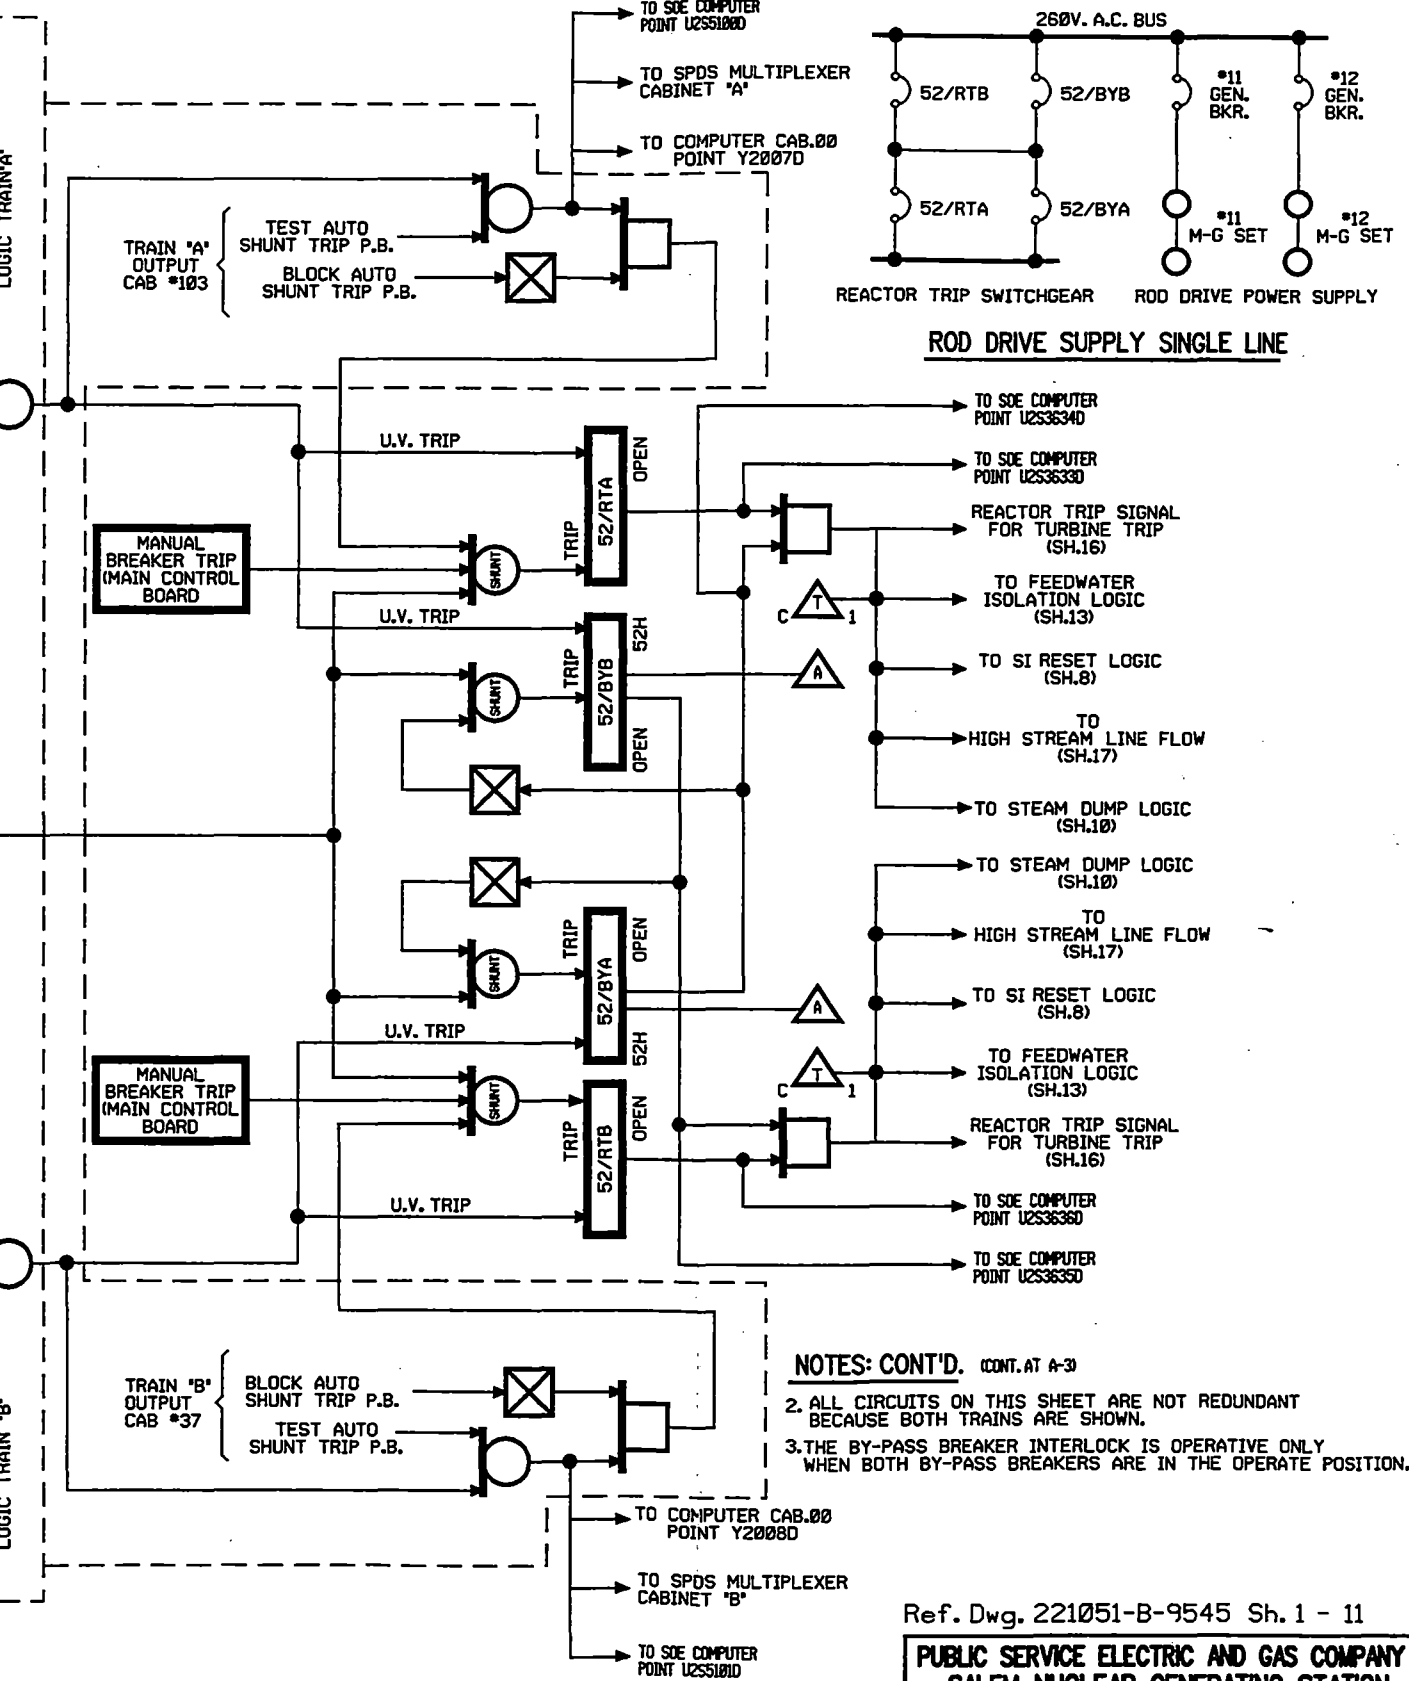 TO SOE COMPUTER
POINT U2S5100D
TO SPDS MULTIPLEXER
CABINET "A"
TO COMPUTER CAB.00
POINT Y2007D
LOGIC TRAIN "A"
TRAIN "A"
OUTPUT
CAB #103
TEST AUTO
SHUNT TRIP P.B.
BLOCK AUTO
SHUNT TRIP P.B.
260V. A.C. BUS
52/RTB
52/BYB
#11
GEN.
BKR.
#12
GEN.
BKR.
52/RTA
52/BYA
#11
M-G SET
#12
M-G SET
REACTOR TRIP SWITCHGEAR
ROD DRIVE POWER SUPPLY
ROD DRIVE SUPPLY SINGLE LINE
TO SOE COMPUTER
POINT U2S3634D
TO SOE COMPUTER
POINT U2S3633D
U.V. TRIP
OPEN
52/RTA
TRIP
MANUAL
BREAKER TRIP
(MAIN CONTROL
BOARD
SHUNT
REACTOR TRIP SIGNAL
FOR TURBINE TRIP
(SH.16)
T
C 1
TO FEEDWATER
ISOLATION LOGIC
(SH.13)
U.V. TRIP
52H
TRIP
52/BYB
OPEN
SHUNT
A
TO SI RESET LOGIC
(SH.8)
TO
HIGH STREAM LINE FLOW
(SH.17)
TO STEAM DUMP LOGIC
(SH.10)
TO STEAM DUMP LOGIC
(SH.10)
TO
HIGH STREAM LINE FLOW
(SH.17)
TRIP
OPEN
52/BYA
52H
SHUNT
A
TO SI RESET LOGIC
(SH.8)
U.V. TRIP
T
C 1
TO FEEDWATER
ISOLATION LOGIC
(SH.13)
MANUAL
BREAKER TRIP
(MAIN CONTROL
BOARD
SHUNT
TRIP
OPEN
52/RTB
REACTOR TRIP SIGNAL
FOR TURBINE TRIP
(SH.16)
U.V. TRIP
TO SOE COMPUTER
POINT U2S3636D
TO SOE COMPUTER
POINT U2S3635D
LOGIC TRAIN "B"
TRAIN "B"
OUTPUT
CAB #37
BLOCK AUTO
SHUNT TRIP P.B.
TEST AUTO
SHUNT TRIP P.B.
NOTES: CONT'D. (CONT. AT A-3)
2. ALL CIRCUITS ON THIS SHEET ARE NOT REDUNDANT
BECAUSE BOTH TRAINS ARE SHOWN.
3. THE BY-PASS BREAKER INTERLOCK IS OPERATIVE ONLY
WHEN BOTH BY-PASS BREAKERS ARE IN THE OPERATE POSITION.
TO COMPUTER CAB.00
POINT Y2008D
TO SPDS MULTIPLEXER
CABINET "B"
TO SOE COMPUTER
POINT U2S5101D
Ref. Dwg. 221051-B-9545 Sh. 1 - 11
PUBLIC SERVICE ELECTRIC AND GAS COMPANY
SALEM NUCLEAR GENERATING STATION